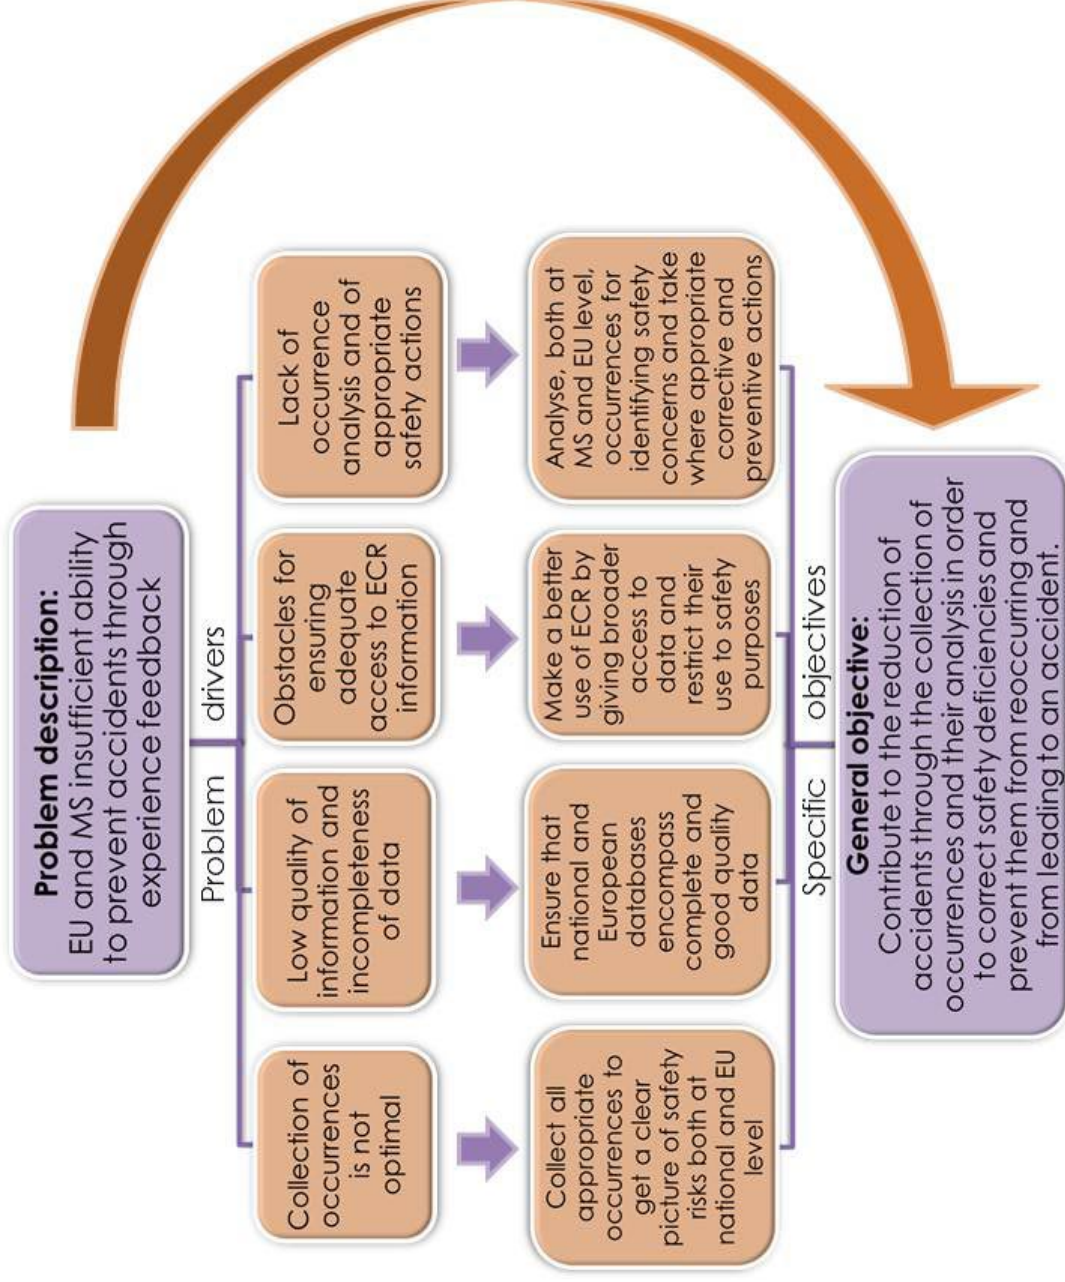 Problem description:
EU and MS insufficient ability
to prevent accidents through
experience feedback
Problem drivers
Collection of
occurrences
is not
optimal
Low quality of
information and
incompleteness
of data
Obstacles for
ensuring
adequate
access to ECR
information
Lack of
occurrence
analysis and of
appropriate
safety actions
Collect all
appropriate
occurrences to
get a clear
picture of safety
risks both at
national and EU
level
Ensure that
national and
European
databases
encompass
complete and
good quality
data
Make a better
use of ECR by
giving broader
access to
data and
restrict their
use to safety
purposes
Analyse, both at
MS and EU level,
occurrences for
identifying safety
concerns and take
where appropriate
corrective and
preventive actions
Specific objectives
General objective:
Contribute to the reduction of
accidents through the collection of
occurrences and their analysis in order
to correct safety deficiencies and
prevent them from reoccurring and
from leading to an accident.